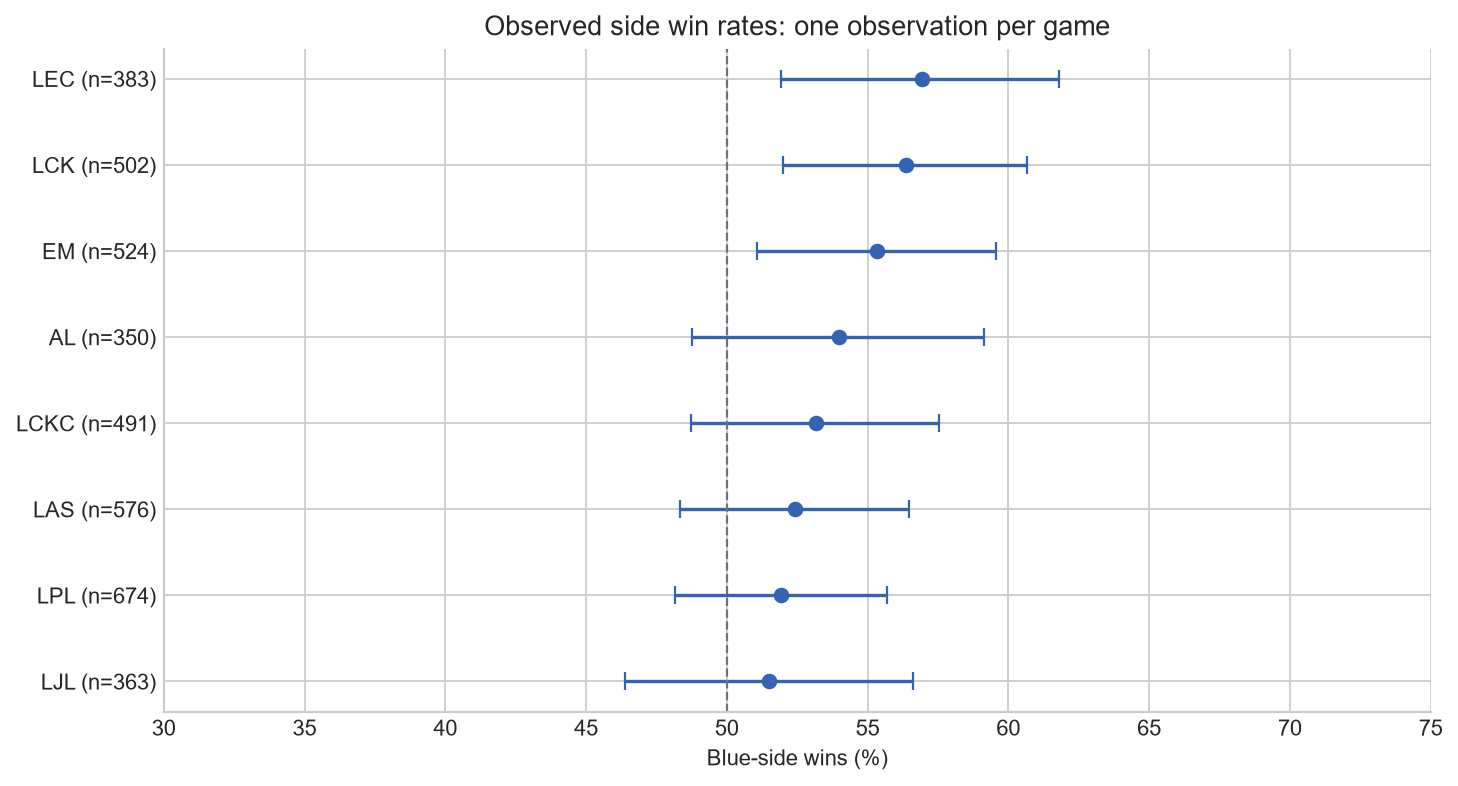 Observed side win rates: one observation per game
LEC (n=383)
LCK (n=502)
EM (n=524)
AL (n=350)
LCKC (n=491)
LAS (n=576)
LPL (n=674)
LJL (n=363)
30 35 40 45 50 55 60 65 70 75
Blue-side wins (%)